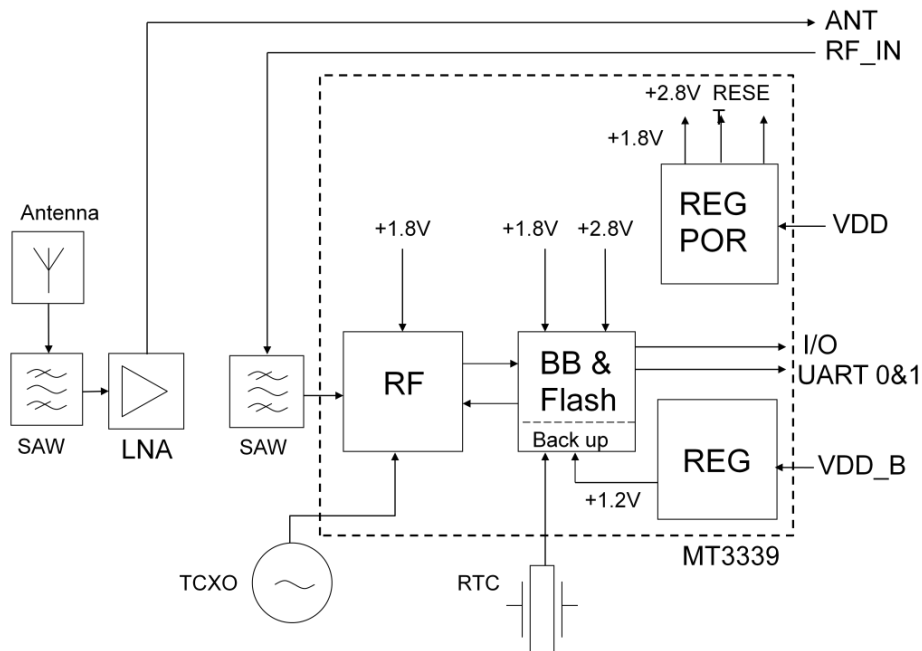 ANT
RF_IN
+2.8V RESE
T
+1.8V
REG
POR
VDD
Antenna
+1.8V
+1.8V
+2.8V
SAW
LNA
SAW
RF
BB &
Flash
Back up
I/O
UART 0&1
REG
VDD_B
+1.2V
MT3339
TCXO
RTC